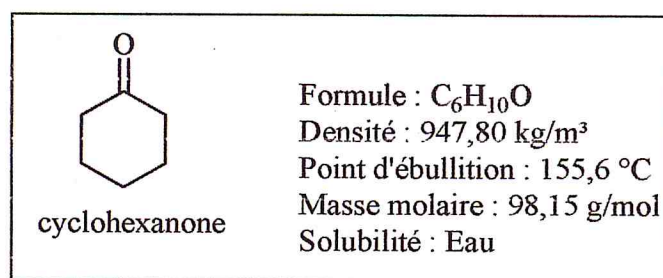 O
cyclohexanone
Formule : C₆H₁₀O
Densité : 947,80 kg/m³
Point d'ébullition : 155,6 °C
Masse molaire : 98,15 g/mol
Solubilité : Eau